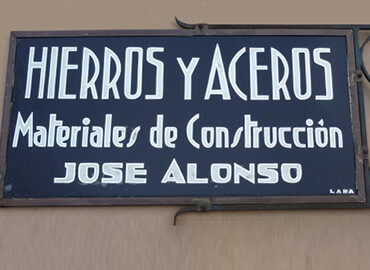 HIERROS Y ACEROS
Materiales de Construcción
JOSE ALONSO
LARA